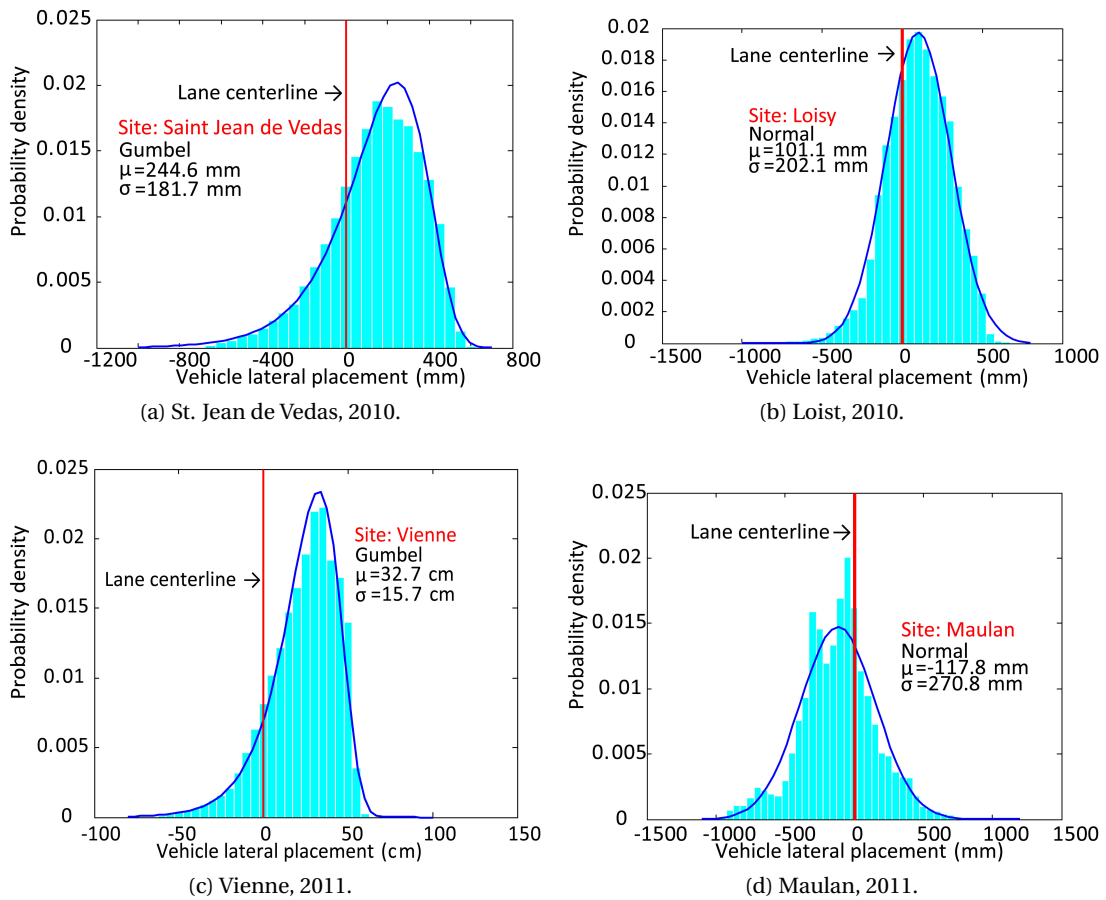 0.025
0.02
0.015
0.01
0.005
0
Probability density
Lane centerline →
Site: Saint Jean de Vedas
Gumbel
μ=244.6 mm
σ=181.7 mm
-1200 -800 -400 0 400 800
Vehicle lateral placement (mm)
(a) St. Jean de Vedas, 2010.
0.02
0.018
0.016
0.014
0.012
0.01
0.008
0.006
0.004
0.002
0
Probability density
Lane centerline →
Site: Loisy
Normal
μ=101.1 mm
σ=202.1 mm
-1500 -1000 -500 0 500 1000
Vehicle lateral placement (mm)
(b) Loist, 2010.
0.025
0.02
0.015
0.01
0.005
0
Probability density
Lane centerline →
Site: Vienne
Gumbel
μ=32.7 cm
σ=15.7 cm
-100 -50 0 50 100 150
Vehicle lateral placement (cm)
(c) Vienne, 2011.
0.025
0.02
0.015
0.01
0.005
0
Probability density
Lane centerline →
Site: Maulan
Normal
μ=-117.8 mm
σ=270.8 mm
-1500 -1000 -500 0 500 1000 1500
Vehicle lateral placement (mm)
(d) Maulan, 2011.